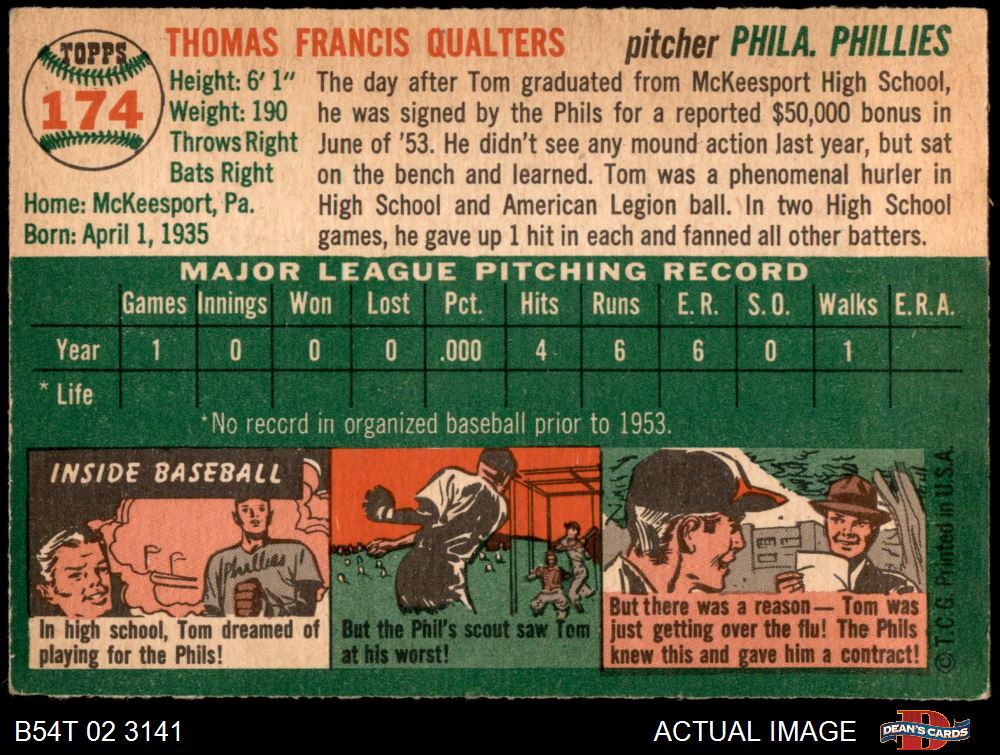 TOPPS
174
THOMAS FRANCIS QUALTERS
pitcher PHILA. PHILLIES
Height: 6' 1"
Weight: 190
Throws Right
Bats Right
Home: McKeesport, Pa.
Born: April 1, 1935
The day after Tom graduated from McKeesport High School,
he was signed by the Phils for a reported $50,000 bonus in
June of '53. He didn't see any mound action last year, but sat
on the bench and learned. Tom was a phenomenal hurler in
High School and American Legion ball. In two High School
games, he gave up 1 hit in each and fanned all other batters.
MAJOR LEAGUE PITCHING RECORD
Games Innings Won Lost Pct. Hits Runs E. R. S. O. Walks E. R. A.
Year 1 0 0 0 .000 4 6 6 0 1
* Life
*No record in organized baseball prior to 1953.
INSIDE BASEBALL
Phillies
In high school, Tom dreamed of
playing for the Phils!
But the Phil's scout saw Tom
at his worst!
But there was a reason — Tom was
just getting over the flu! The Phils
knew this and gave him a contract!
© T.C.G. Printed in U.S.A.
B54T 02 3141
ACTUAL IMAGE
D
DEAN'S CARDS